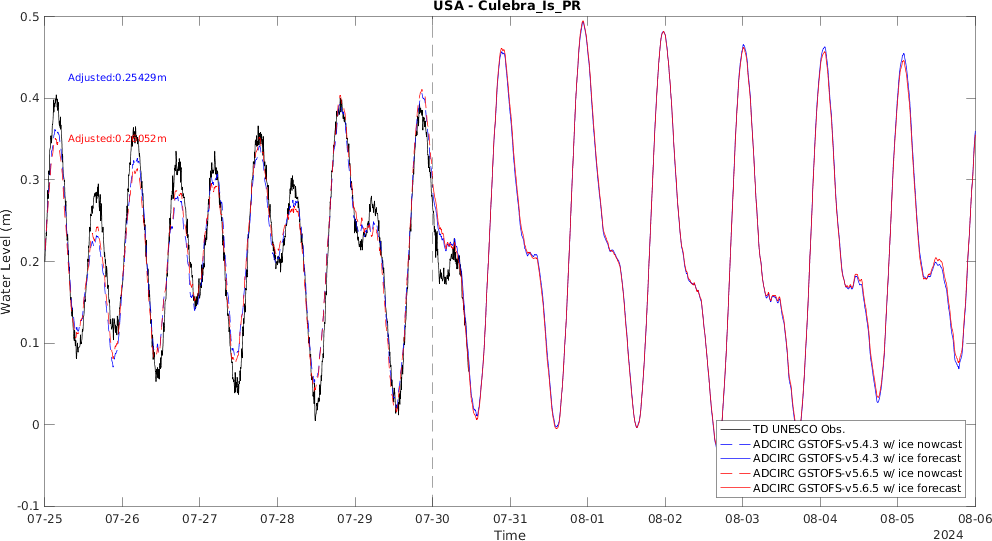 USA - Culebra_Is_PR
0.5
0.4
0.3
0.2
0.1
0
-0.1
Water Level (m)
Adjusted:0.25429m
07-25
07-26
07-27
07-28
07-29
07-30
07-31
08-01
08-02
08-03
08-04
08-05
08-06
Time
2024
TD UNESCO Obs.
ADCIRC GSTOFS-v5.4.3 w/ ice nowcast
ADCIRC GSTOFS-v5.4.3 w/ ice forecast
ADCIRC GSTOFS-v5.6.5 w/ ice nowcast
ADCIRC GSTOFS-v5.6.5 w/ ice forecast